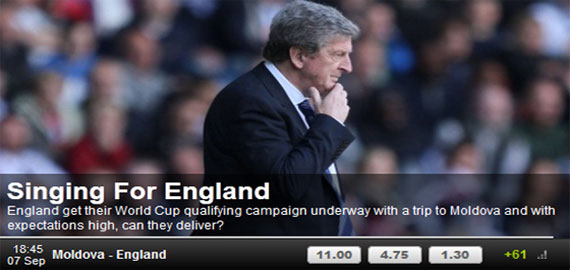 Singing For England
England get their World Cup qualifying campaign underway with a trip to Moldova and with
expectations high, can they deliver?
18:45
07 Sep
Moldova - England
11.00
4.75
1.30
+61